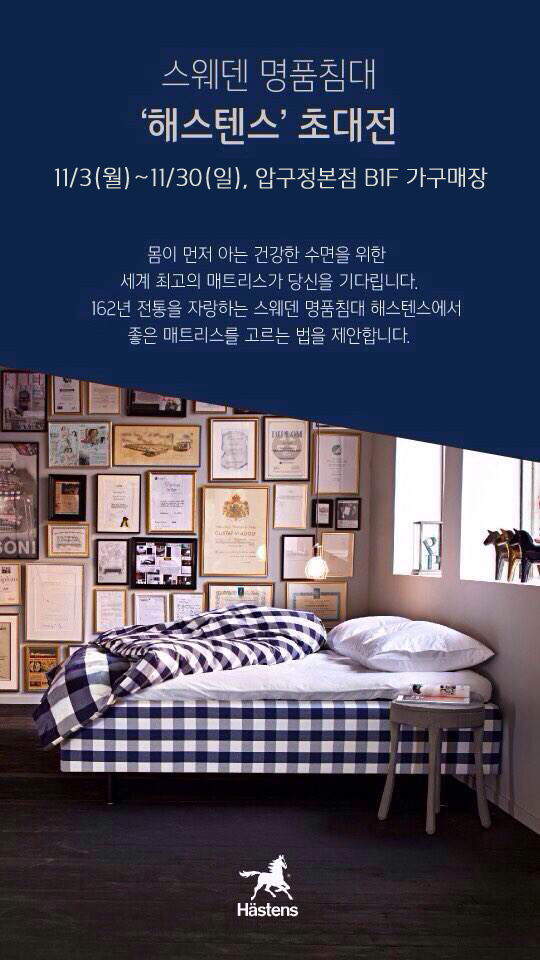 스웨덴 명품침대
‘해스텐스’ 초대전
11/3(월)~11/30(일), 압구정본점 B1F 가구매장
몸이 먼저 아는 건강한 수면을 위한
세계 최고의 매트리스가 당신을 기다립니다.
162년 전통을 자랑하는 스웨덴 명품침대 해스텐스에서
좋은 매트리스를 고르는 법을 제안합니다.
DIPLOM
GUSTAF VI ADOLF
Hästens